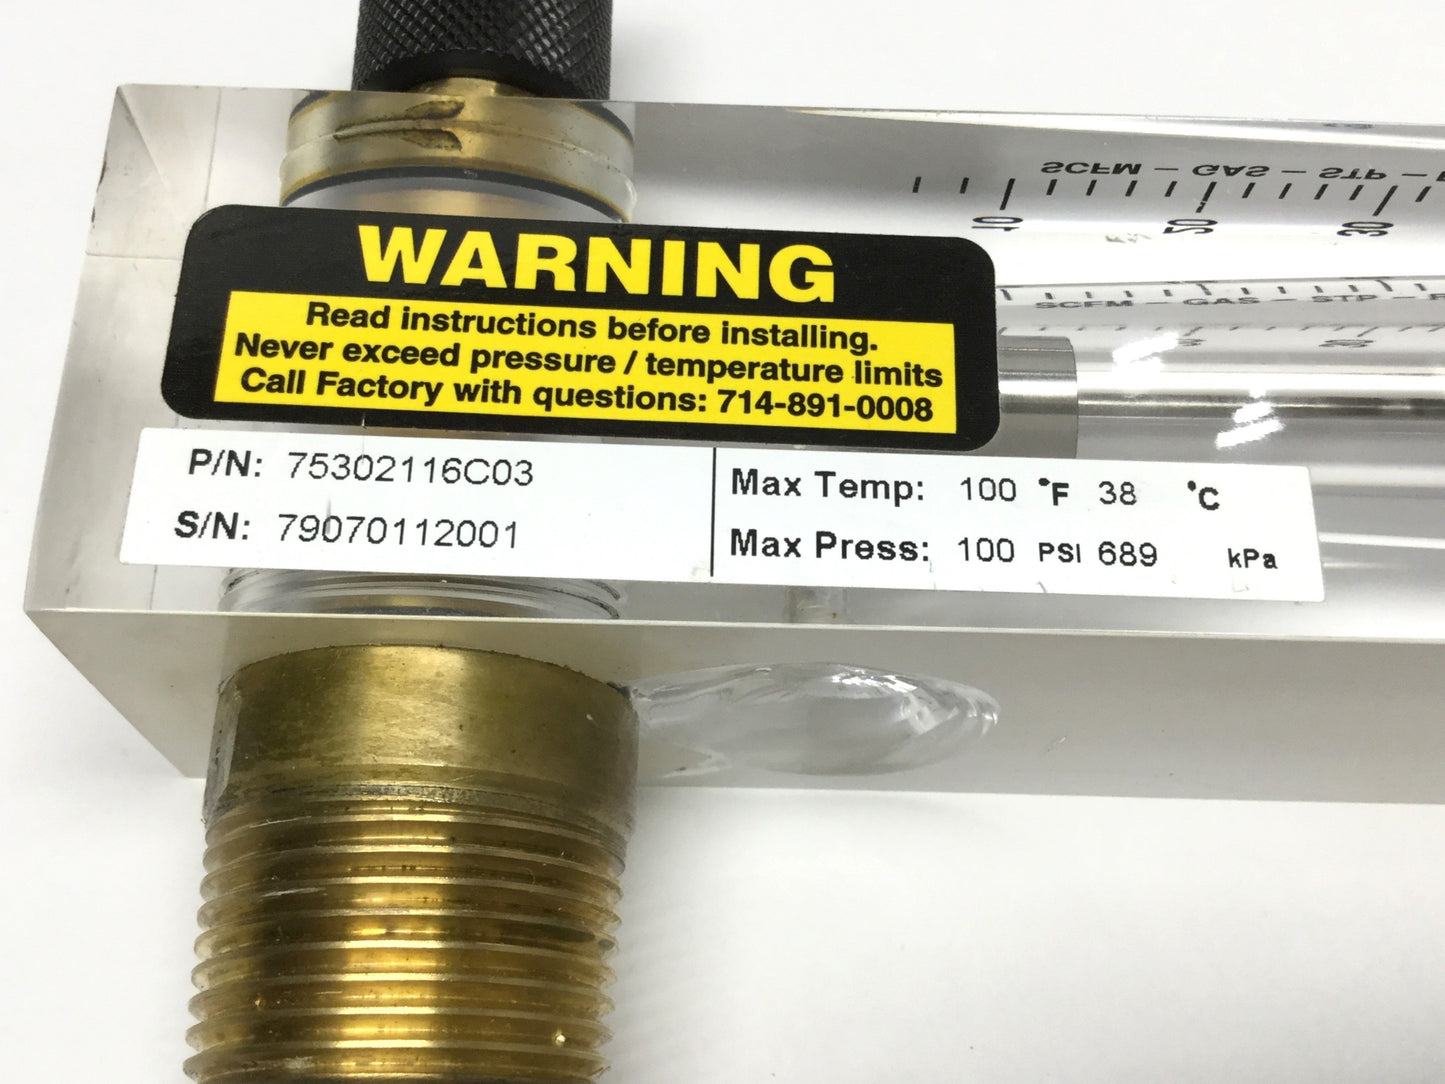 WARNING
Read instructions before installing.
Never exceed pressure / temperature limits
Call Factory with questions: 714-891-0008
P/N: 75302116C03
S/N: 79070112001
Max Temp: 100 °F 38 °C
Max Press: 100 PSI 689 kPa
SCFM – GAS – STP –
10 20 30
SCFM – GAS – STP – R